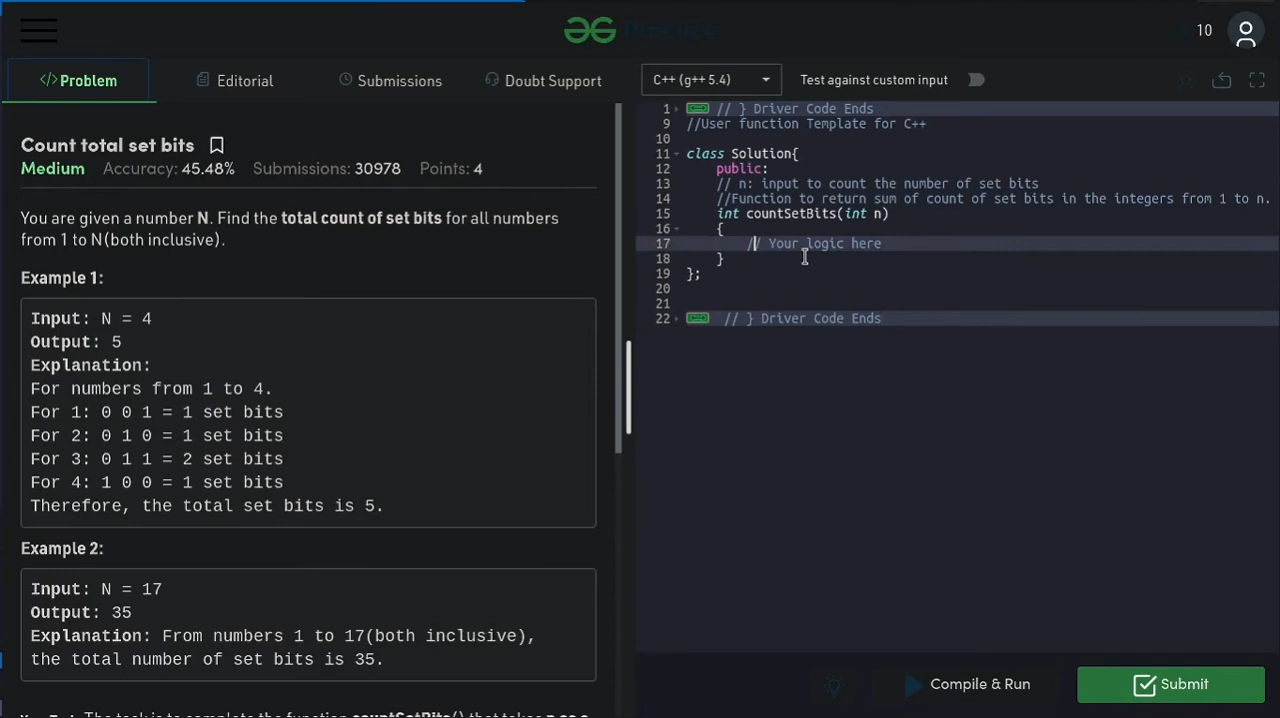 10
</> Problem
Editorial
Submissions
Doubt Support
C++ (g++ 5.4)
Test against custom input
Count total set bits
Medium Accuracy: 45.48% Submissions: 30978 Points: 4
You are given a number N. Find the total count of set bits for all numbers
from 1 to N(both inclusive).
Example 1:
Input: N = 4
Output: 5
Explanation:
For numbers from 1 to 4.
For 1: 0 0 1 = 1 set bits
For 2: 0 1 0 = 1 set bits
For 3: 0 1 1 = 2 set bits
For 4: 1 0 0 = 1 set bits
Therefore, the total set bits is 5.
Example 2:
Input: N = 17
Output: 35
Explanation: From numbers 1 to 17(both inclusive),
the total number of set bits is 35.
1 // } Driver Code Ends
9 //User function Template for C++
10
11 class Solution{
12 public:
13 // n: input to count the number of set bits
14 //Function to return sum of count of set bits in the integers from 1 to n.
15 int countSetBits(int n)
16 {
17 // Your logic here
18 }
19 };
20
21
22 // } Driver Code Ends
Compile & Run
Submit